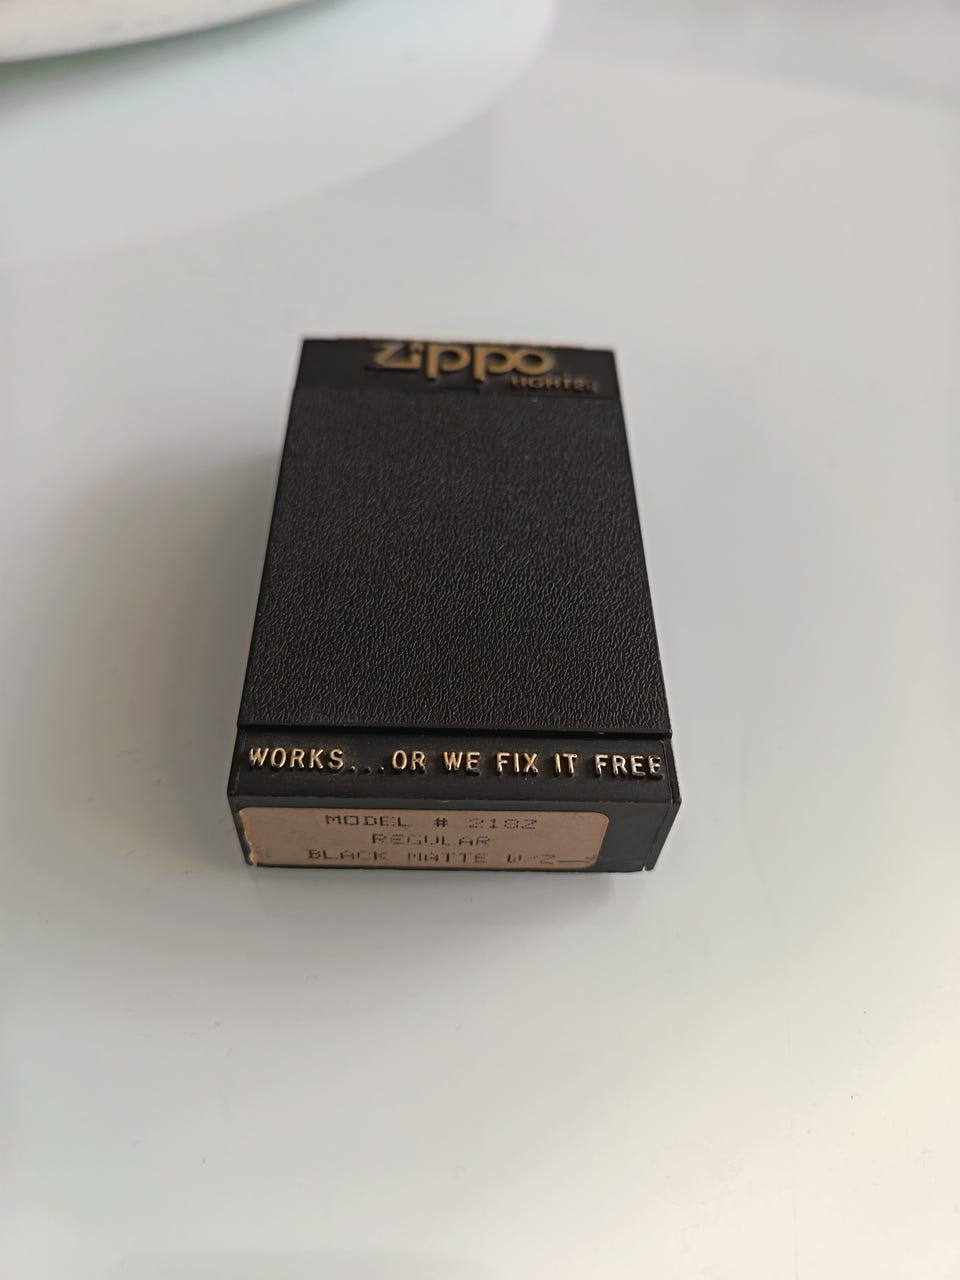 Zippo
LIGHTER
WORKS...OR WE FIX IT FREE
MODEL # 218Z
REGULAR
BLACK MATTE W/Z